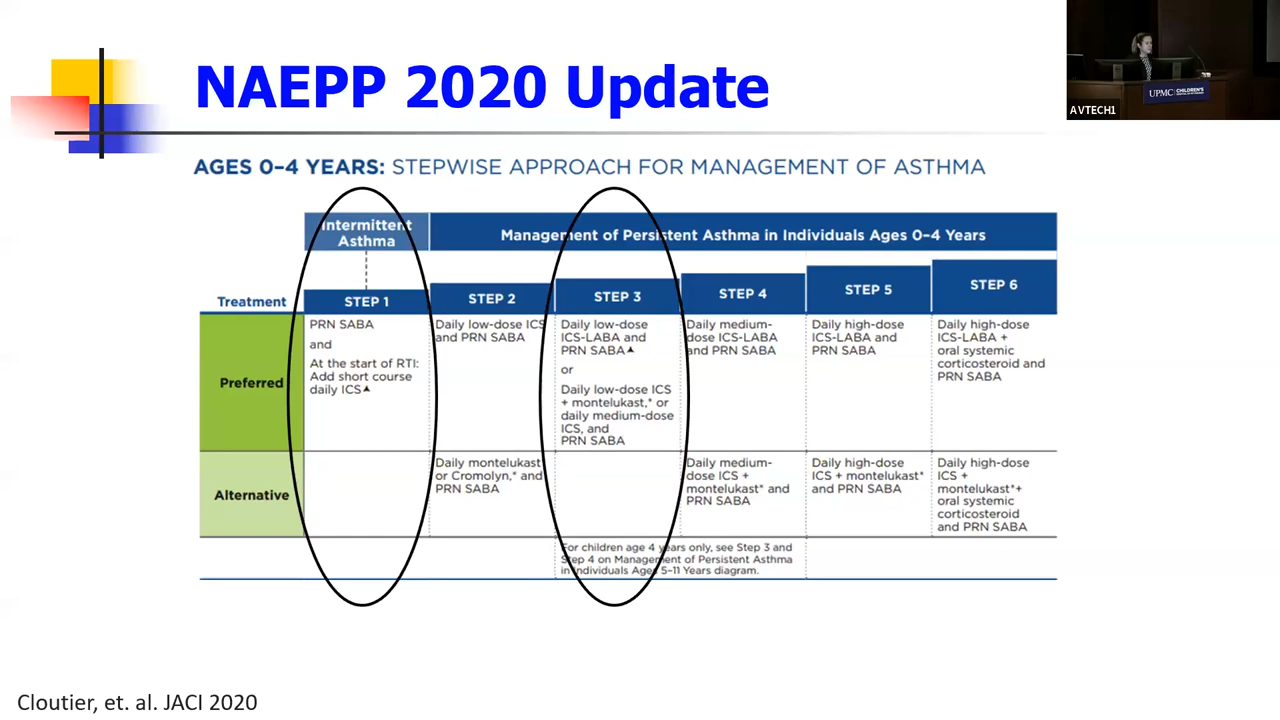 NAEPP 2020 Update
UPMC CHILDREN'S
AVTECH1
AGES 0–4 YEARS: STEPWISE APPROACH FOR MANAGEMENT OF ASTHMA
Intermittent
Asthma
Management of Persistent Asthma in Individuals Ages 0–4 Years
Treatment
STEP 1
STEP 2
STEP 3
STEP 4
STEP 5
STEP 6
Preferred
PRN SABA
and
At the start of RTI:
Add short course
daily ICS▲
Daily low-dose ICS
and PRN SABA
Daily low-dose
ICS-LABA and
PRN SABA▲
or
Daily low-dose ICS
+ montelukast,* or
daily medium-dose
ICS, and
PRN SABA
Daily medium-
dose ICS-LABA
and PRN SABA
Daily high-dose
ICS-LABA and
PRN SABA
Daily high-dose
ICS-LABA +
oral systemic
corticosteroid and
PRN SABA
Alternative
Daily montelukast
or Cromolyn,* and
PRN SABA
Daily medium-
dose ICS +
montelukast* and
PRN SABA
Daily high-dose
ICS + montelukast*
and PRN SABA
Daily high-dose
ICS +
montelukast*+
oral systemic
corticosteroid
and PRN SABA
For children age 4 years only, see Step 3 and
Step 4 on Management of Persistent Asthma
in Individuals Ages 5–11 Years diagram.
Cloutier, et. al. JACI 2020